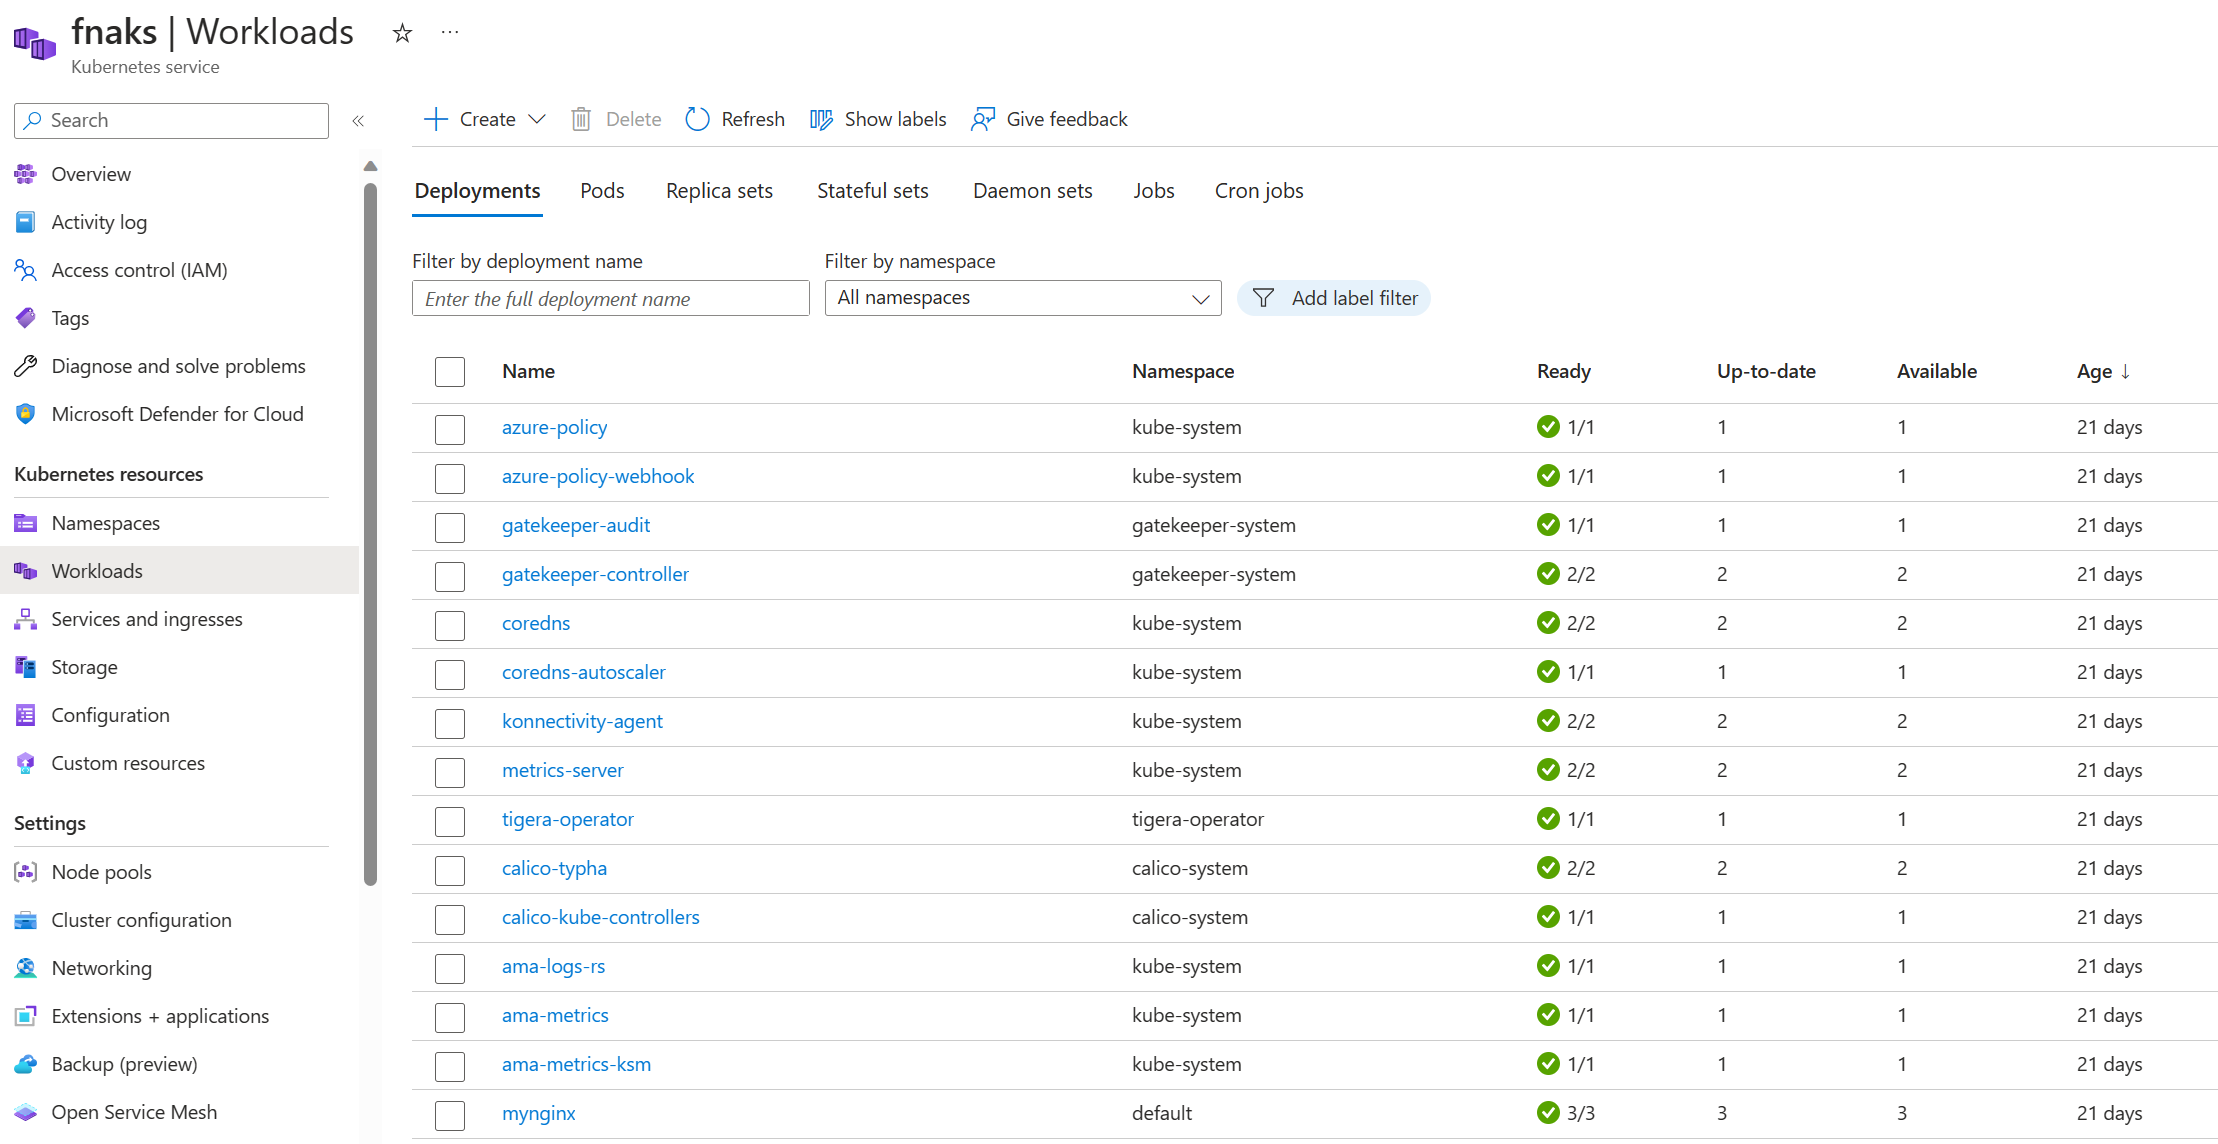 fnaks | Workloads
Kubernetes service
Search
Overview
Activity log
Access control (IAM)
Tags
Diagnose and solve problems
Microsoft Defender for Cloud
Kubernetes resources
Namespaces
Workloads
Services and ingresses
Storage
Configuration
Custom resources
Settings
Node pools
Cluster configuration
Networking
Extensions + applications
Backup (preview)
Open Service Mesh
Create Delete Refresh Show labels Give feedback
Deployments Pods Replica sets Stateful sets Daemon sets Jobs Cron jobs
Filter by deployment name Filter by namespace
Enter the full deployment name All namespaces Add label filter
Name Namespace Ready Up-to-date Available Age ↓
azure-policy kube-system 1/1 1 1 21 days
azure-policy-webhook kube-system 1/1 1 1 21 days
gatekeeper-audit gatekeeper-system 1/1 1 1 21 days
gatekeeper-controller gatekeeper-system 2/2 2 2 21 days
coredns kube-system 2/2 2 2 21 days
coredns-autoscaler kube-system 1/1 1 1 21 days
konnectivity-agent kube-system 2/2 2 2 21 days
metrics-server kube-system 2/2 2 2 21 days
tigera-operator tigera-operator 1/1 1 1 21 days
calico-typha calico-system 2/2 2 2 21 days
calico-kube-controllers calico-system 1/1 1 1 21 days
ama-logs-rs kube-system 1/1 1 1 21 days
ama-metrics kube-system 1/1 1 1 21 days
ama-metrics-ksm kube-system 1/1 1 1 21 days
mynginx default 3/3 3 3 21 days